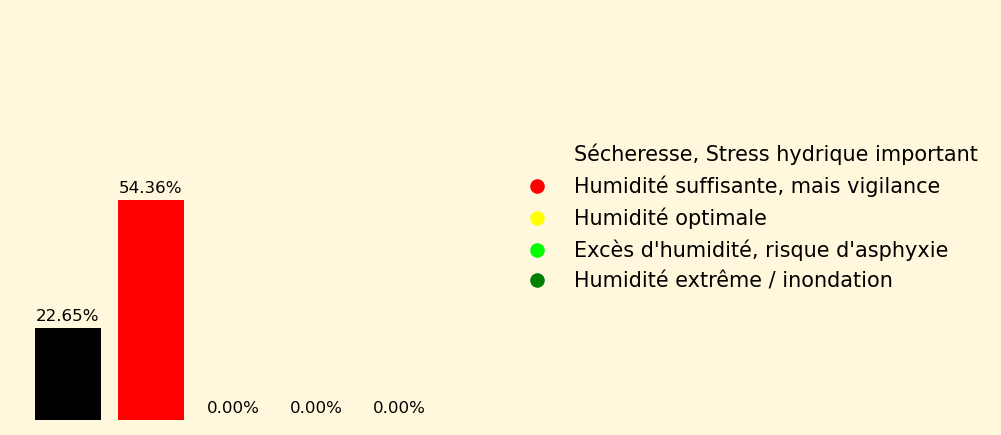 54.36%
22.65%
0.00%
0.00%
0.00%
Sécheresse, Stress hydrique important
Humidité suffisante, mais vigilance
Humidité optimale
Excès d'humidité, risque d'asphyxie
Humidité extrême / inondation